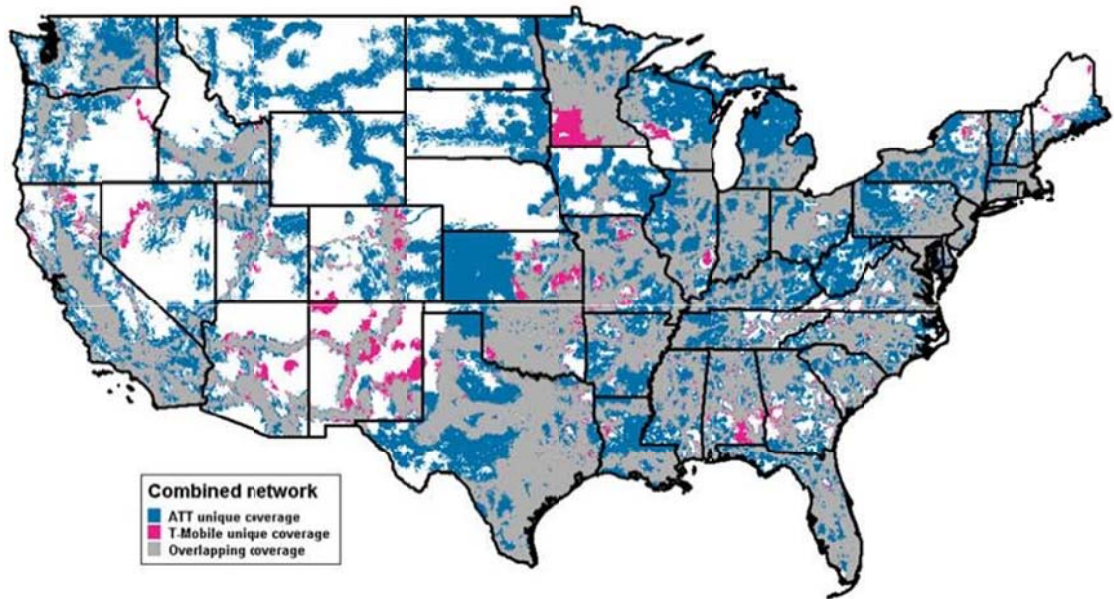 Combined network
ATT unique coverage
T-Mobile unique coverage
Overlapping coverage